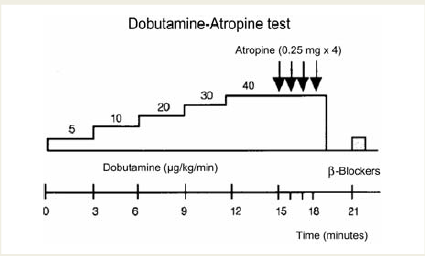 Dobutamine-Atropine test
Atropine (0.25 mg x 4)
40
30
20
10
5
Dobutamine (µg/kg/min)
β-Blockers
0 3 6 9 12 15 18 21
Time (minutes)